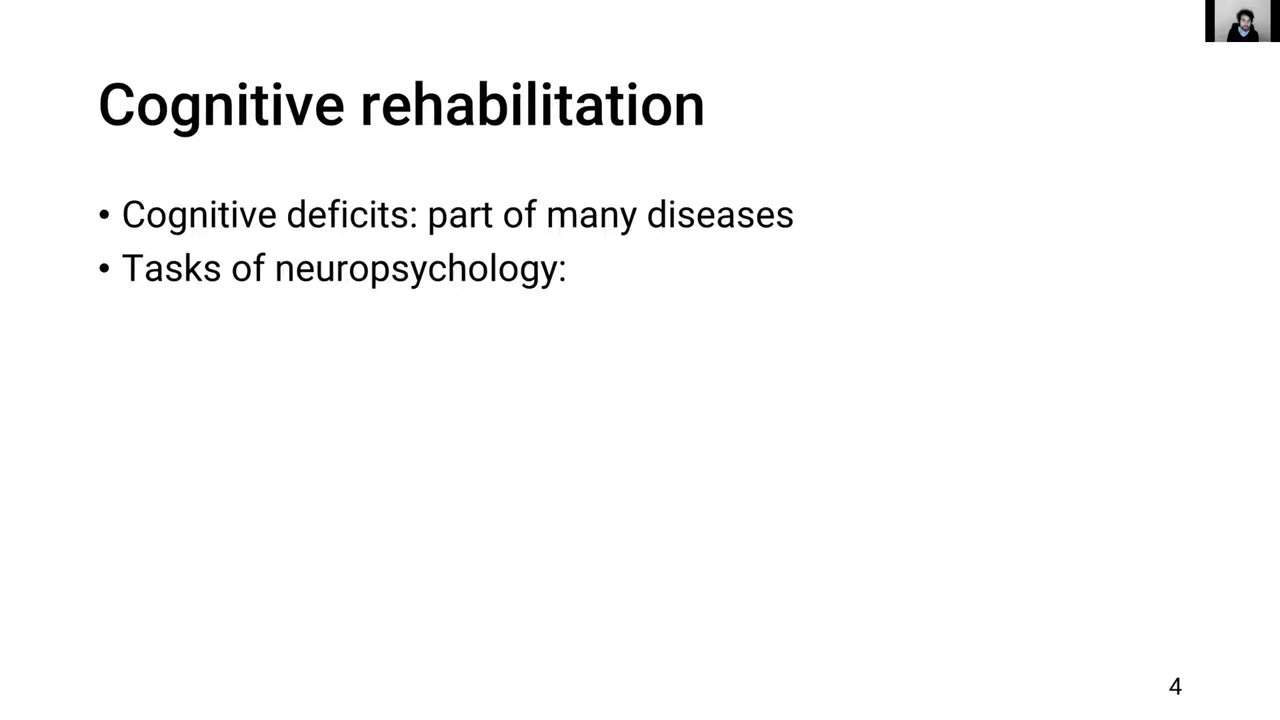 Cognitive rehabilitation
• Cognitive deficits: part of many diseases
• Tasks of neuropsychology:
4